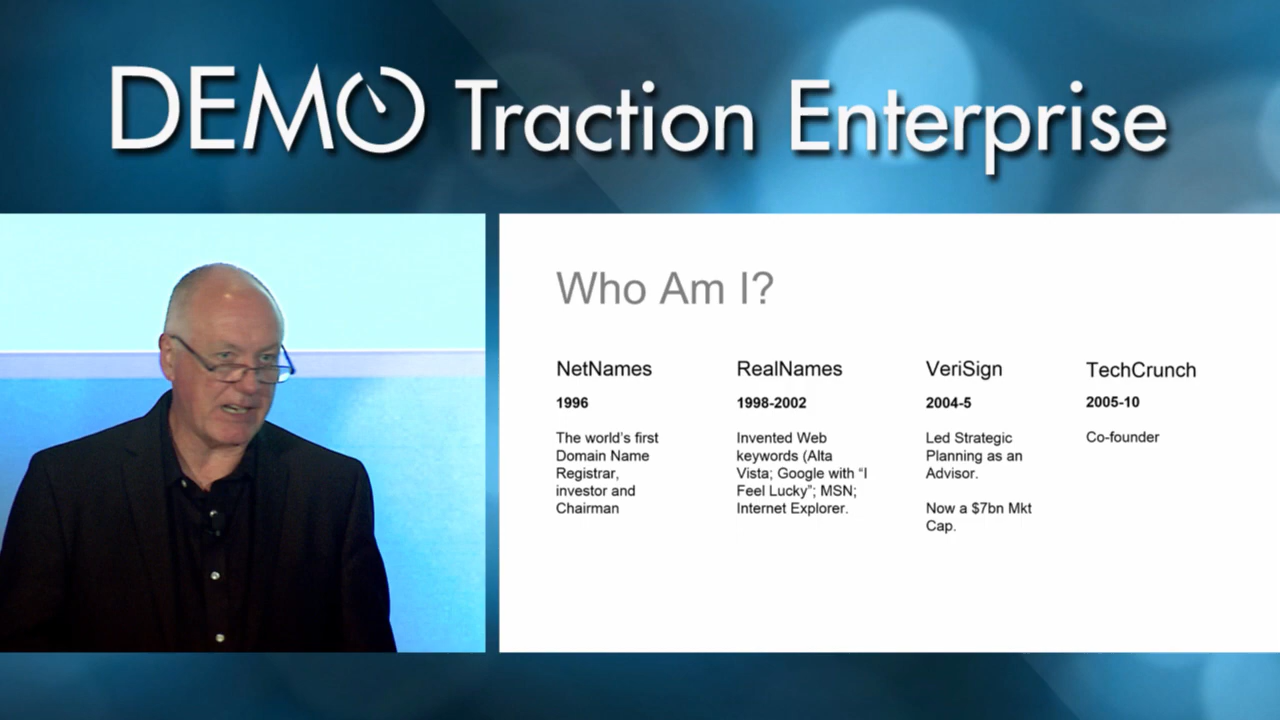 DEMO Traction Enterprise
Who Am I?
NetNames
1996
The world's first
Domain Name
Registrar,
investor and
Chairman
RealNames
1998-2002
Invented Web
keywords (Alta
Vista; Google with “I
Feel Lucky”; MSN;
Internet Explorer.
VeriSign
2004-5
Led Strategic
Planning as an
Advisor.
Now a $7bn Mkt
Cap.
TechCrunch
2005-10
Co-founder